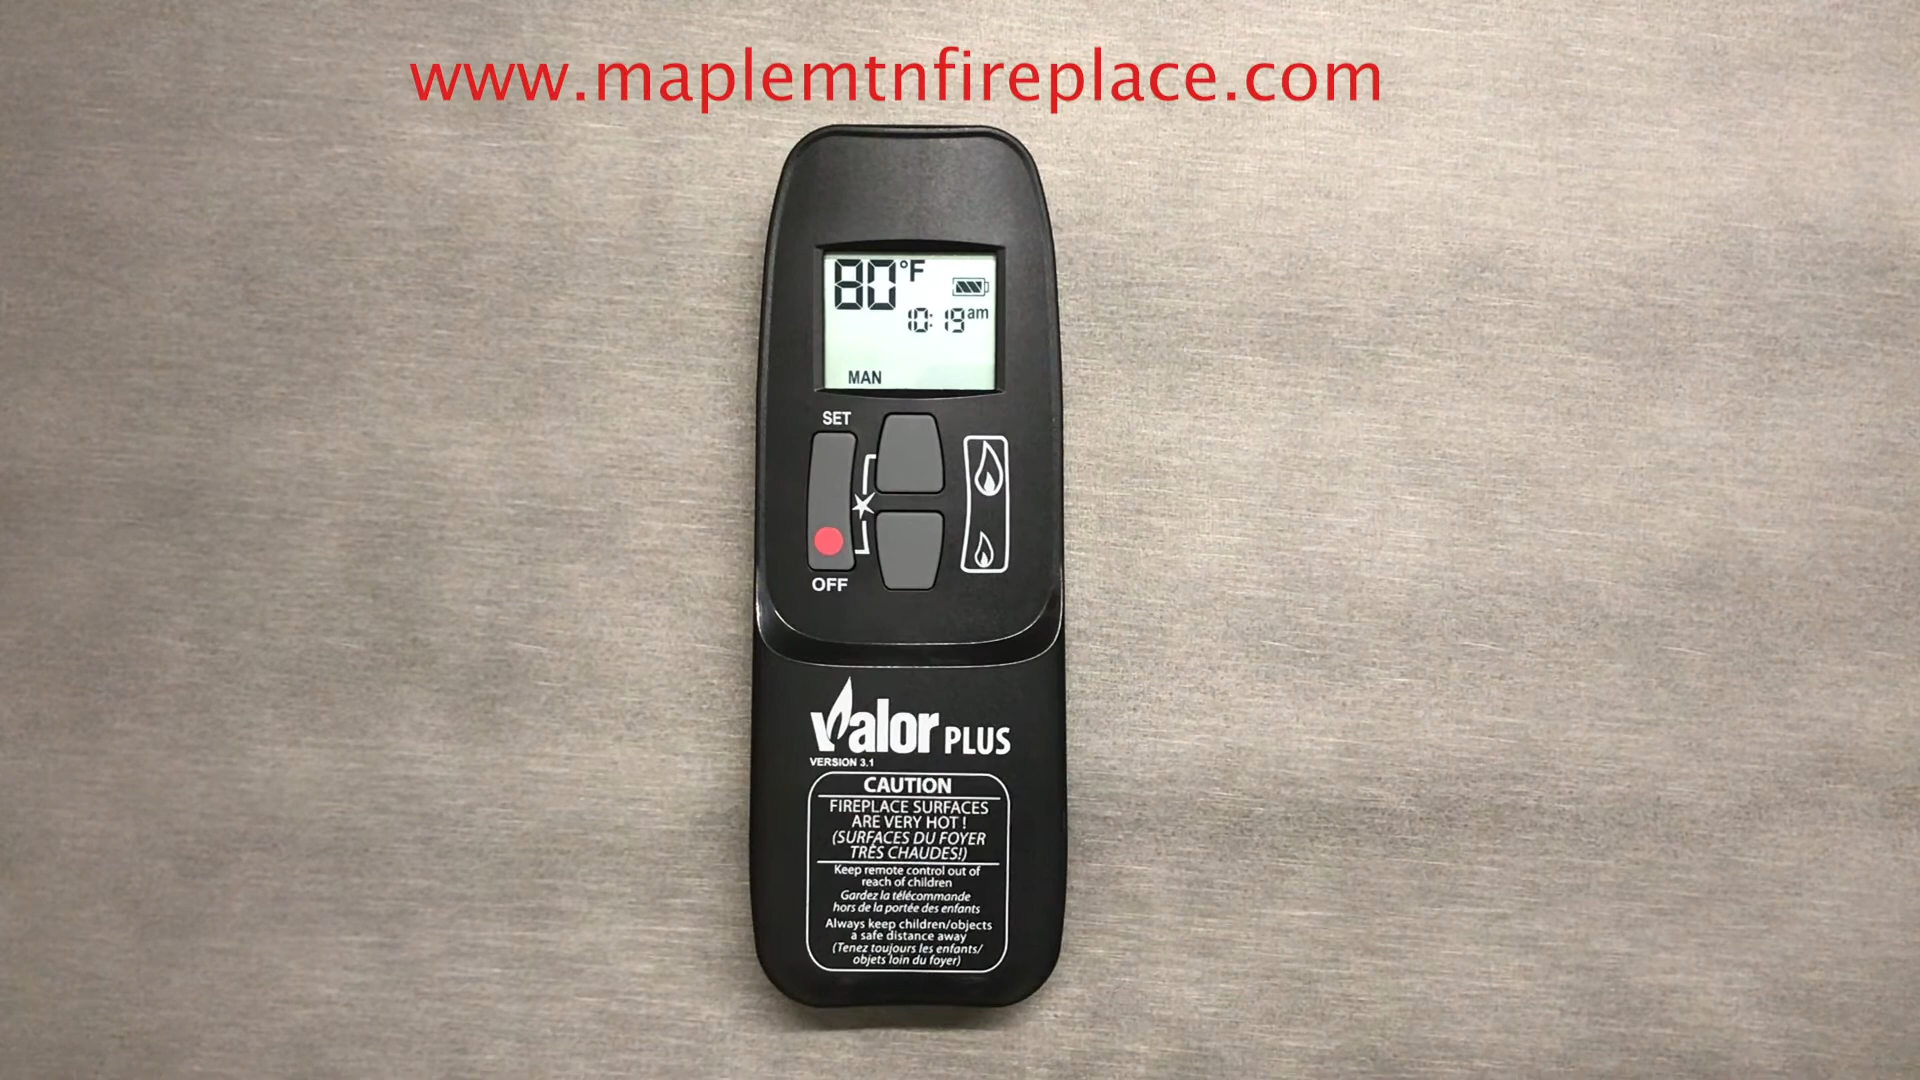 www.maplemtnfireplace.com
80°F
10:19 am
MAN
SET
OFF
Valor PLUS
VERSION 3.1
CAUTION
FIREPLACE SURFACES
ARE VERY HOT !
(SURFACES DU FOYER
TRÈS CHAUDES!)
Keep remote control out of
reach of children
Gardez la télécommande
hors de la portée des enfants
Always keep children/objects
a safe distance away
(Tenez toujours les enfants/
objets loin du foyer)